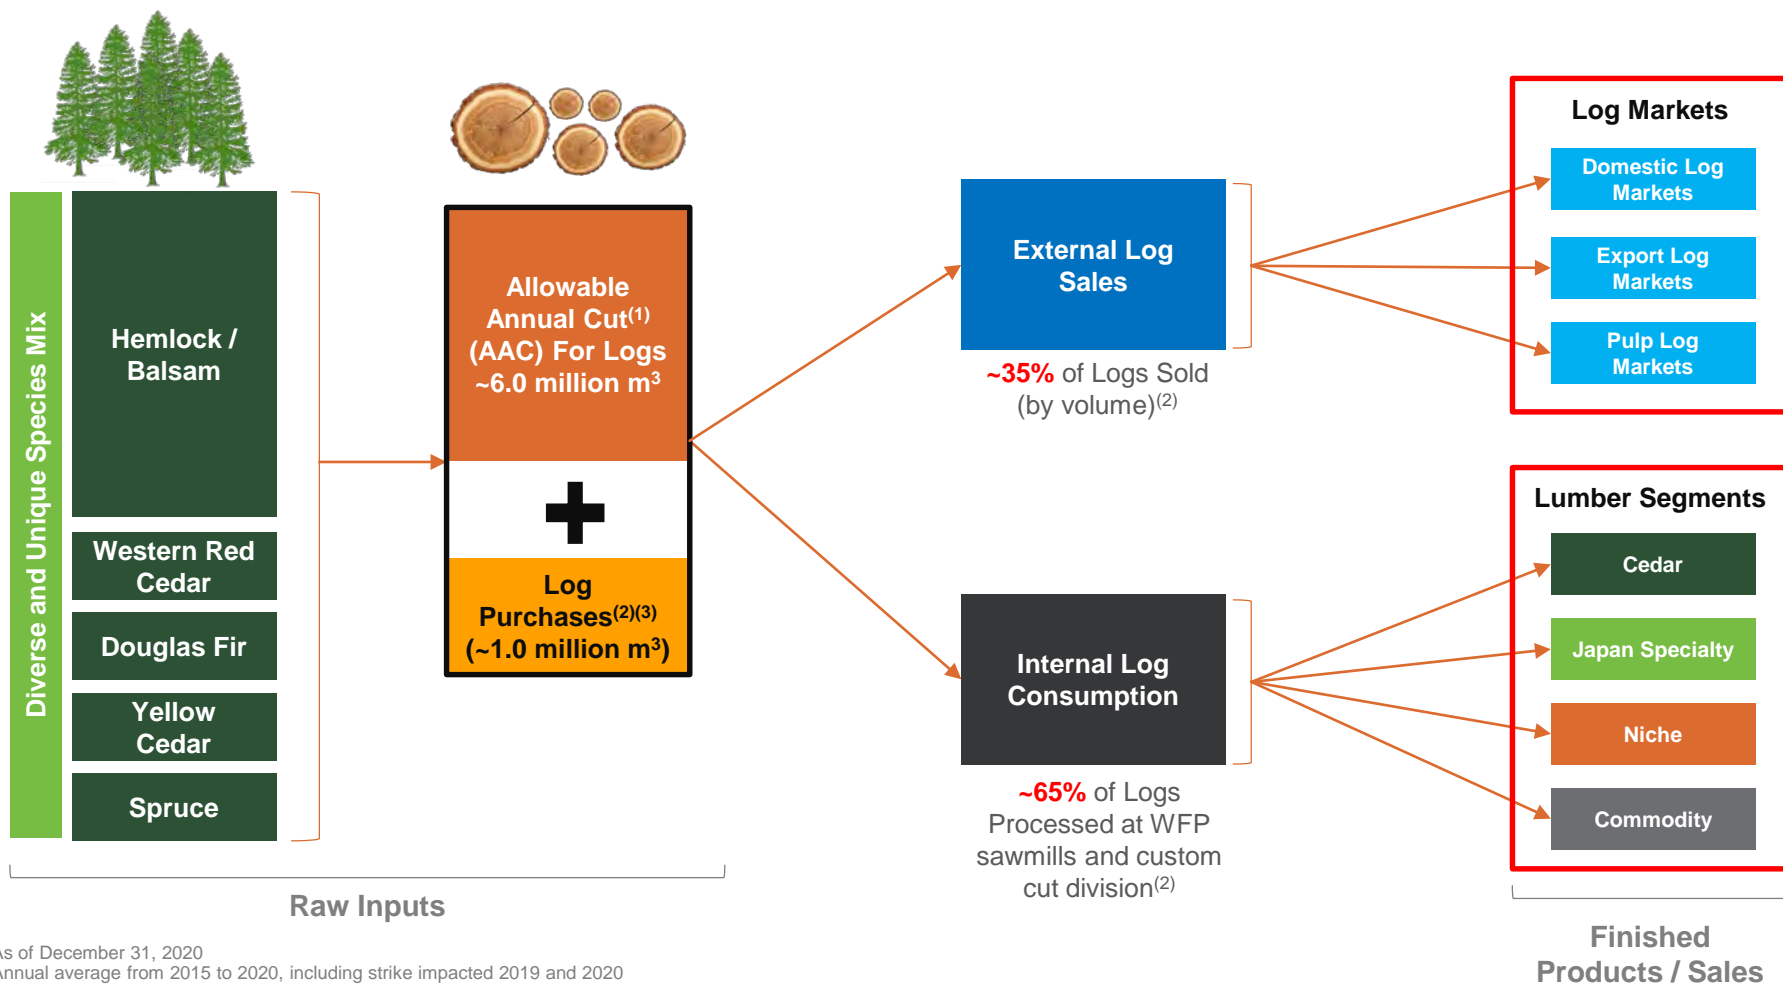 Diverse and Unique Species Mix
Hemlock /
Balsam
Western Red
Cedar
Douglas Fir
Yellow
Cedar
Spruce
Raw Inputs
Allowable
Annual Cut(1)
(AAC) For Logs
~6.0 million m3
+
Log
Purchases(2)(3)
(~1.0 million m3)
External Log
Sales
~35% of Logs Sold
(by volume)(2)
Internal Log
Consumption
~65% of Logs
Processed at WFP
sawmills and custom
cut division(2)
Log Markets
Domestic Log
Markets
Export Log
Markets
Pulp Log
Markets
Lumber Segments
Cedar
Japan Specialty
Niche
Commodity
Finished
Products / Sales
As of December 31, 2020
Annual average from 2015 to 2020, including strike impacted 2019 and 2020